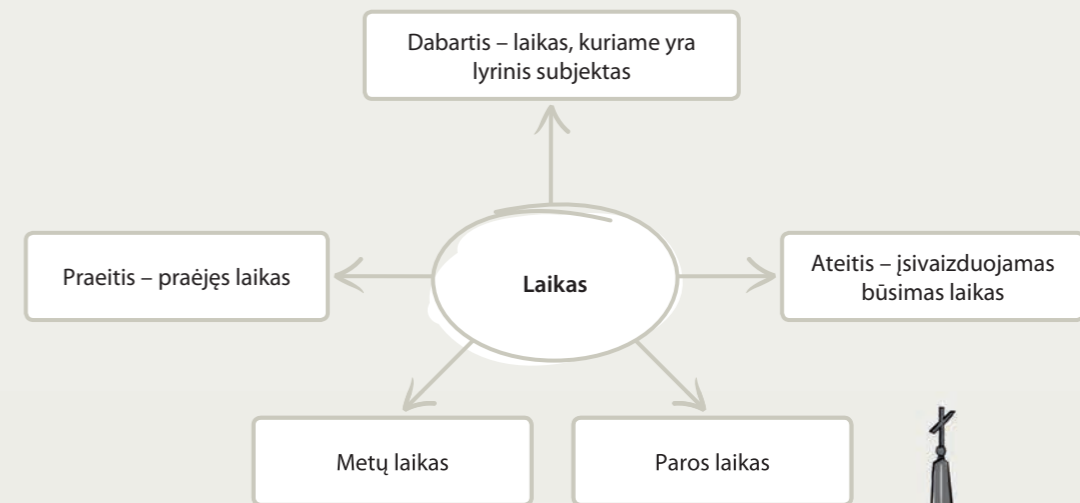 Dabartis – laikas, kuriame yra
lyrinis subjektas
Praeitis – praėjęs laikas
Laikas
Ateitis – įsivaizduojamas
būsimas laikas
Metų laikas
Paros laikas